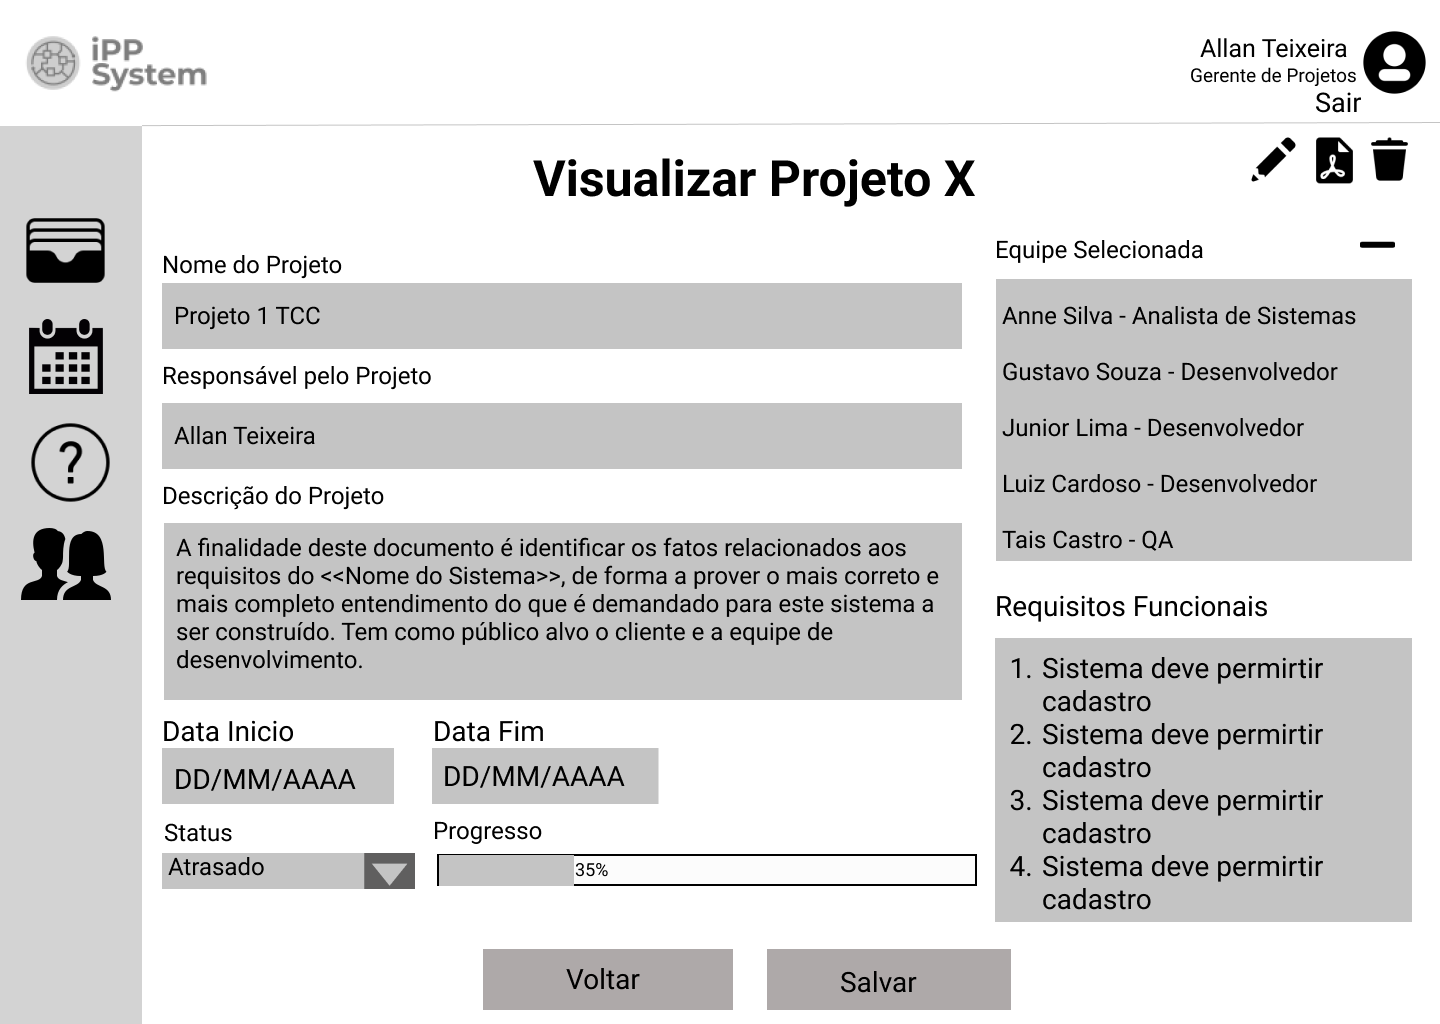 iPP
System
Allan Teixeira
Gerente de Projetos
Sair
Visualizar Projeto X
Nome do Projeto
Projeto 1 TCC
Responsável pelo Projeto
Allan Teixeira
Descrição do Projeto
A finalidade deste documento é identificar os fatos relacionados aos
requisitos do <<Nome do Sistema>>, de forma a prover o mais correto e
mais completo entendimento do que é demandado para este sistema a
ser construído. Tem como público alvo o cliente e a equipe de
desenvolvimento.
Data Inicio
DD/MM/AAAA
Data Fim
DD/MM/AAAA
Status
Atrasado
Progresso
35%
Equipe Selecionada
Anne Silva - Analista de Sistemas
Gustavo Souza - Desenvolvedor
Junior Lima - Desenvolvedor
Luiz Cardoso - Desenvolvedor
Tais Castro - QA
Requisitos Funcionais
1. Sistema deve permirtir
cadastro
2. Sistema deve permirtir
cadastro
3. Sistema deve permirtir
cadastro
4. Sistema deve permirtir
cadastro
Voltar
Salvar